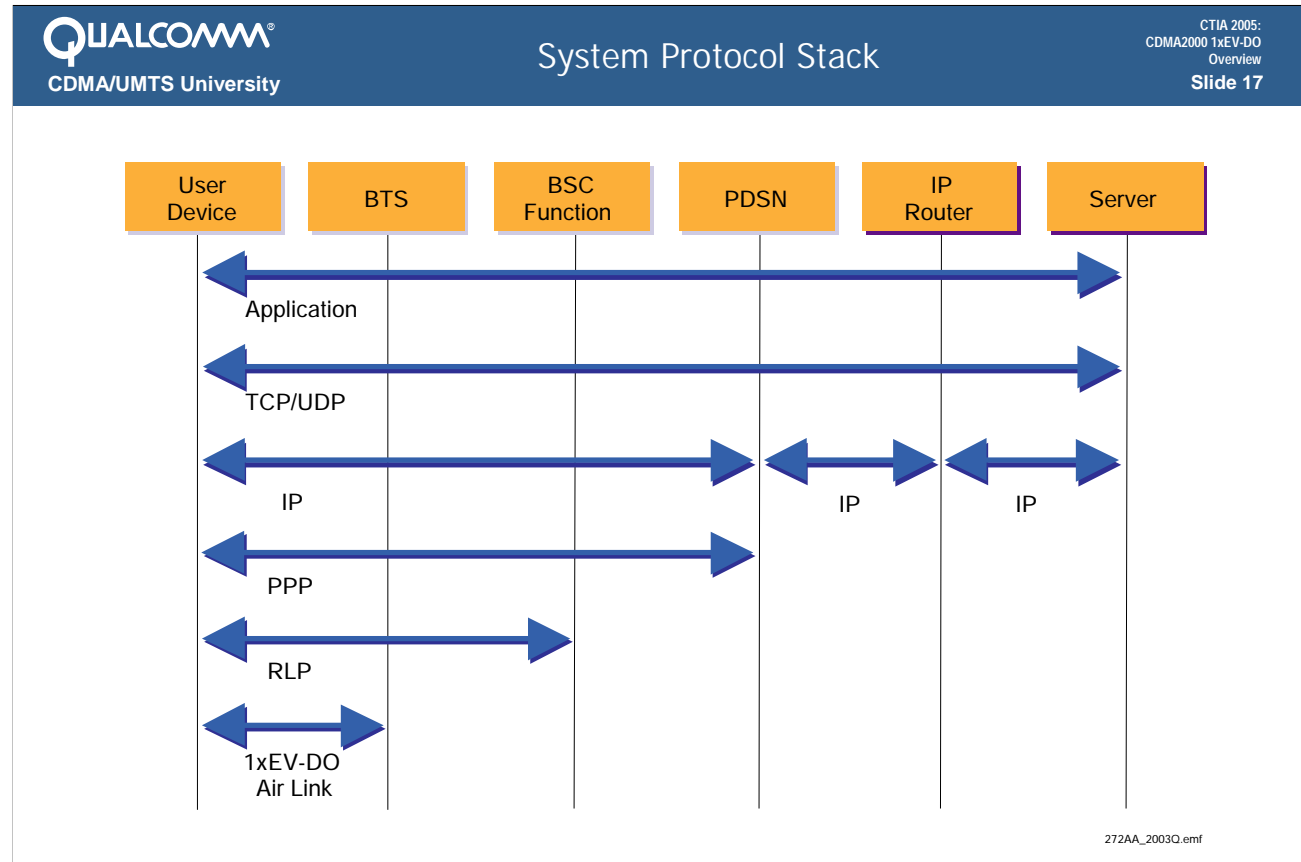 QUALCOMM®
CDMA/UMTS University
System Protocol Stack
CTIA 2005:
CDMA2000 1xEV-DO
Overview
Slide 17
User
Device
BTS
BSC
Function
PDSN
IP
Router
Server
Application
TCP/UDP
IP
IP
IP
PPP
RLP
1xEV-DO
Air Link
272AA_2003Q.emf